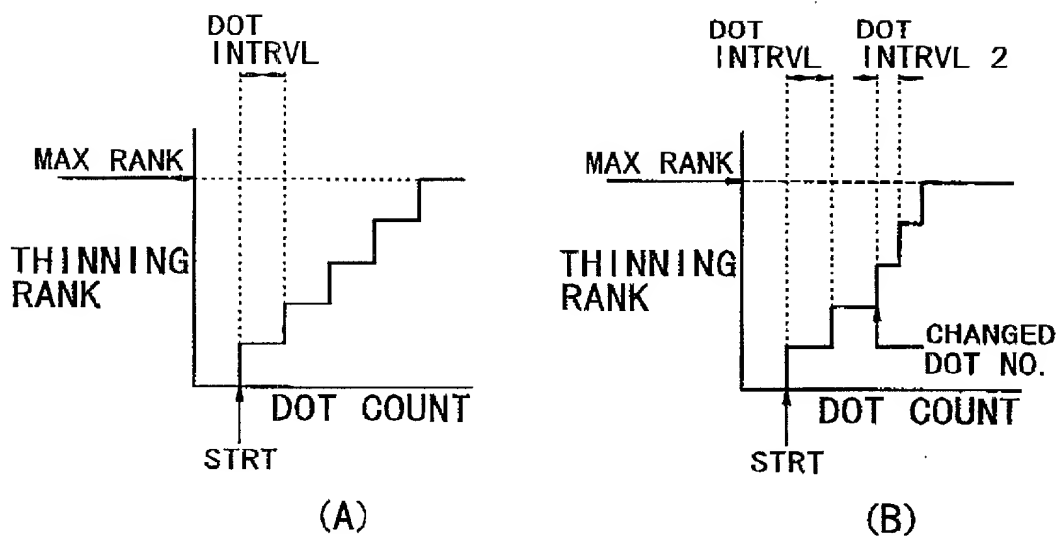 DOT
INTRVL
MAX RANK
THINNING
RANK
DOT COUNT
STRT
(A)
DOT
INTRVL
DOT
INTRVL 2
MAX RANK
THINNING
RANK
CHANGED
DOT NO.
DOT COUNT
STRT
(B)